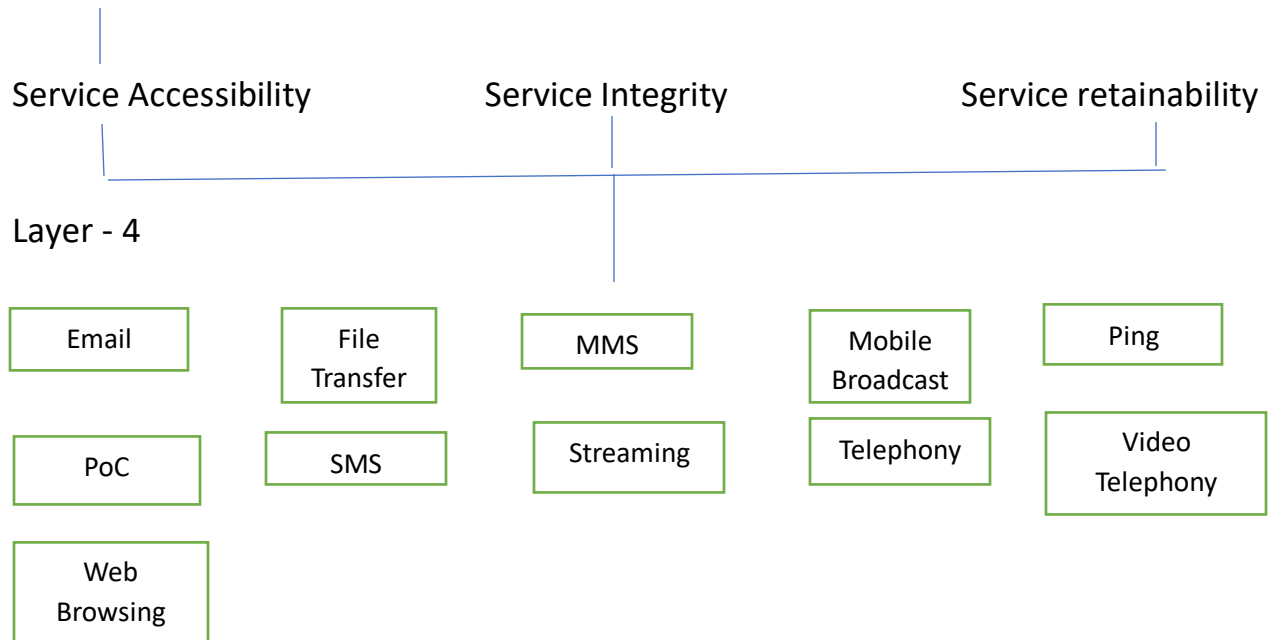 Service Accessibility
Service Integrity
Service retainability
Layer - 4
Email
File
Transfer
MMS
Mobile
Broadcast
Ping
PoC
SMS
Streaming
Telephony
Video
Telephony
Web
Browsing